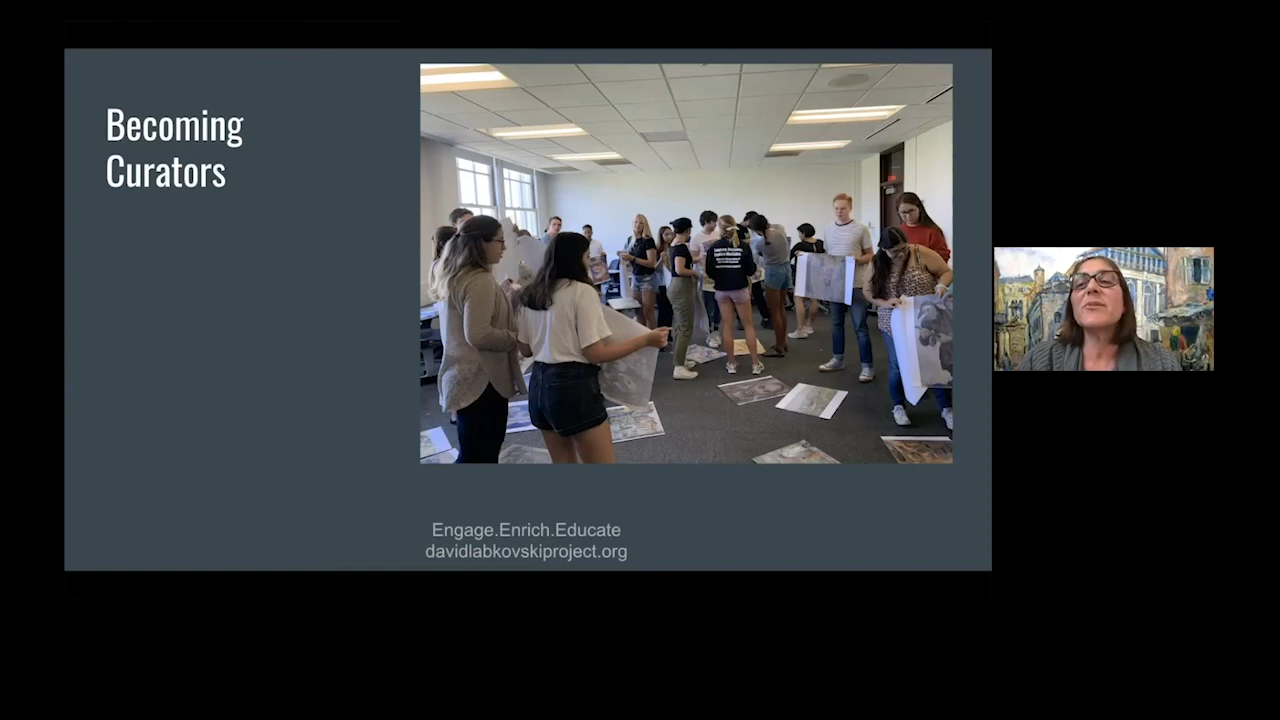 Becoming
Curators
Engage.Enrich.Educate
davidlabkovskiproject.org